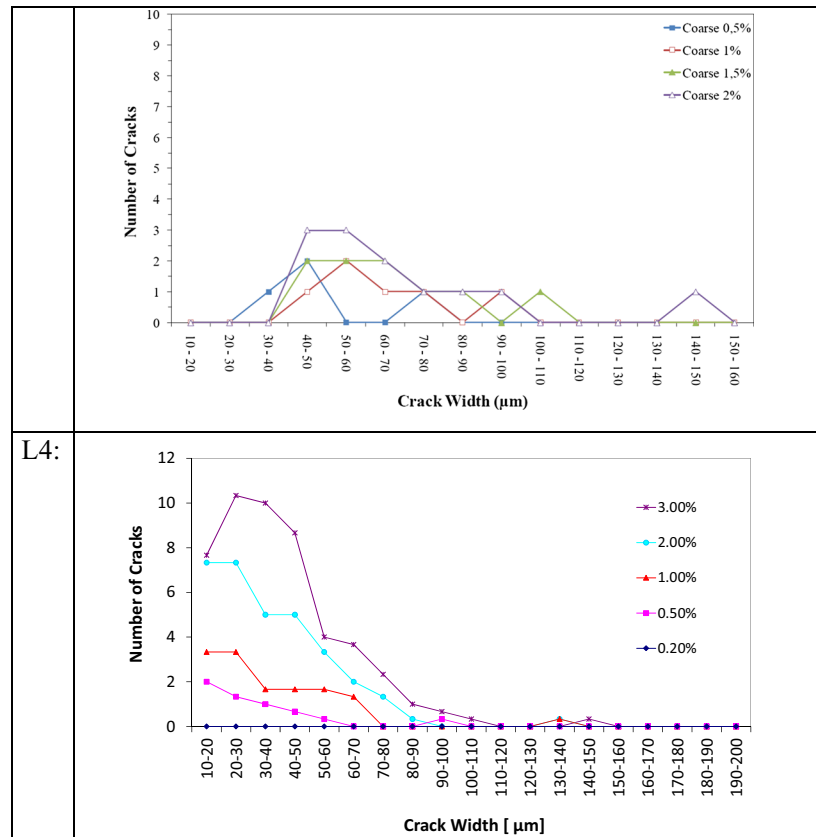 10
9
8
7
6
5
4
3
2
1
0
Number of Cracks
Coarse 0,5%
Coarse 1%
Coarse 1,5%
Coarse 2%
10 - 20
20 - 30
30 - 40
40 -50
50 - 60
60 - 70
70 - 80
80 - 90
90 - 100
100 - 110
110 -120
120 - 130
130 - 140
140 - 150
150 - 160
Crack Width (µm)
L4:
12
10
8
6
4
2
0
Number of Cracks
3.00%
2.00%
1.00%
0.50%
0.20%
10-20
20-30
30-40
40-50
50-60
60-70
70-80
80-90
90-100
100-110
110-120
120-130
130-140
140-150
150-160
160-170
170-180
180-190
190-200
Crack Width [ µm]